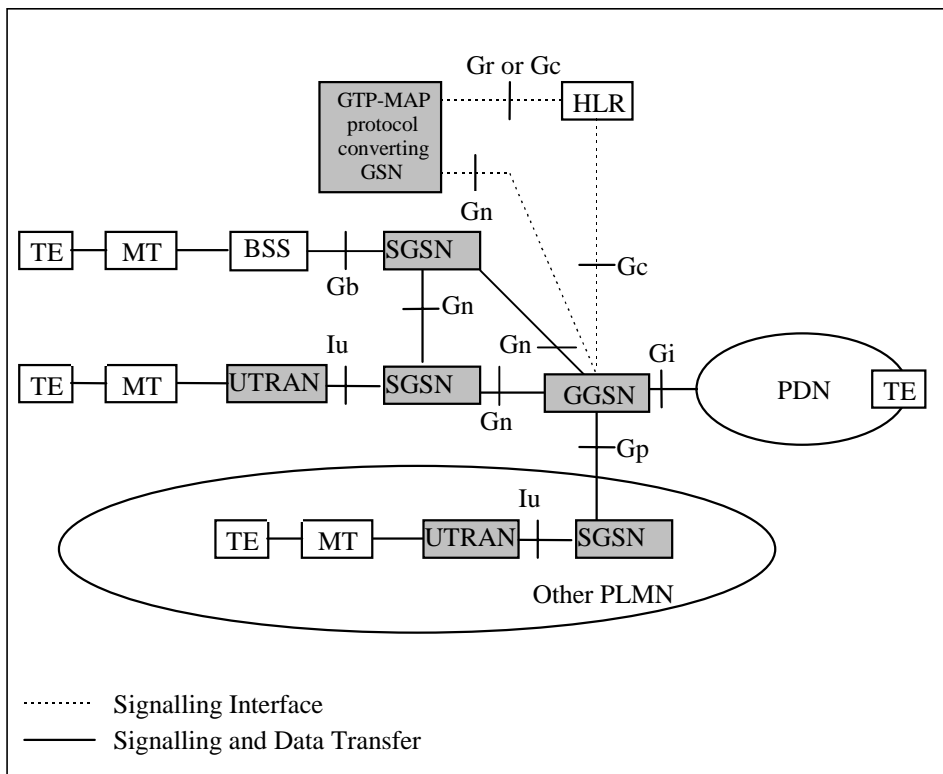 Gr or Gc
GTP-MAP
protocol
converting
GSN
HLR
Gn
TE
MT
BSS
SGSN
Gb
Gc
Gn
Gn
Iu
Gi
TE
MT
UTRAN
SGSN
GGSN
PDN
TE
Gn
Gp
Iu
TE
MT
UTRAN
SGSN
Other PLMN
Signalling Interface
Signalling and Data Transfer